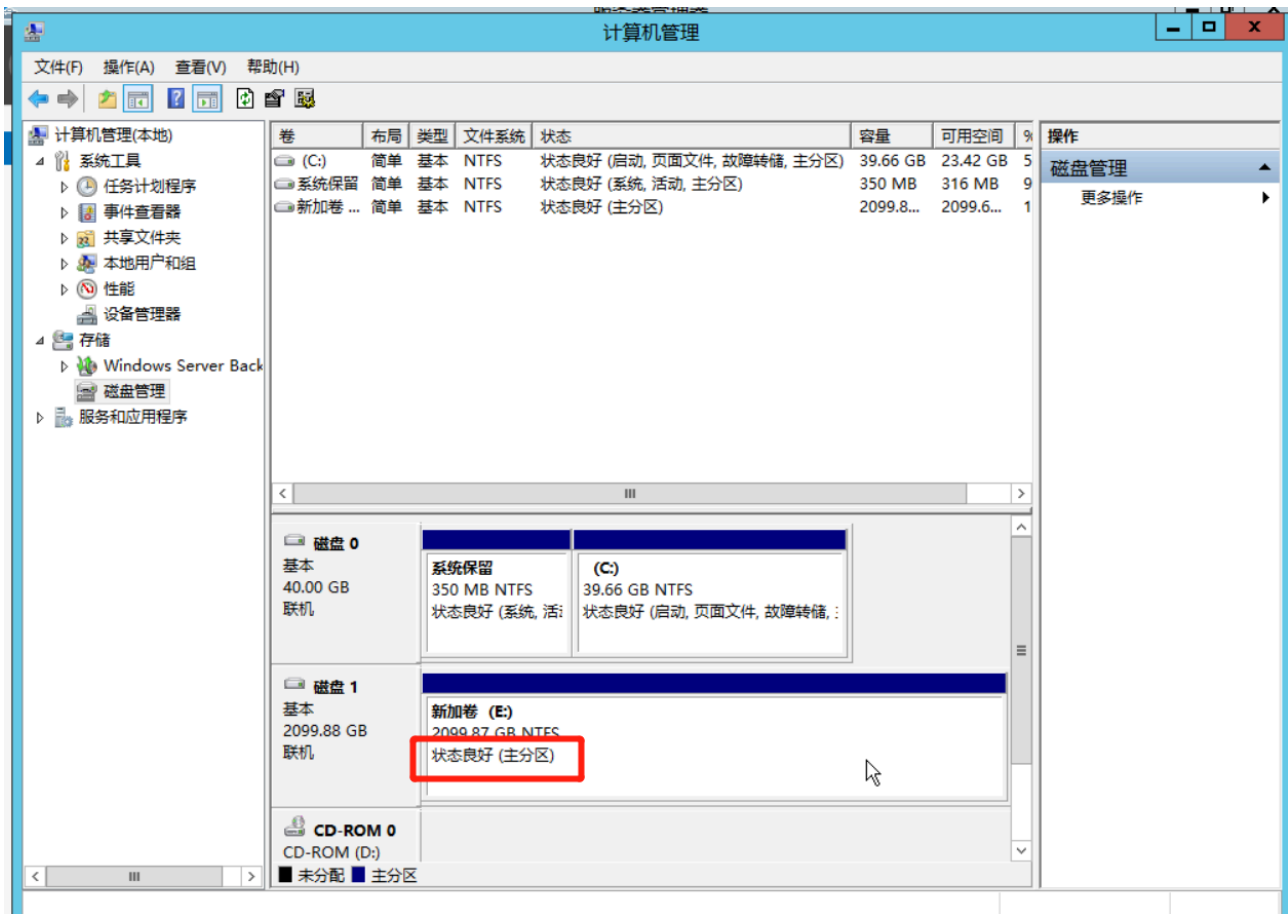 服务器管理器
计算机管理
文件(F) 操作(A) 查看(V) 帮助(H)
计算机管理(本地)
系统工具
任务计划程序
事件查看器
共享文件夹
本地用户和组
性能
设备管理器
存储
Windows Server Back
磁盘管理
服务和应用程序
卷 布局 类型 文件系统 状态 容量 可用空间 %
(C:) 简单 基本 NTFS 状态良好 (启动, 页面文件, 故障转储, 主分区) 39.66 GB 23.42 GB 5
系统保留 简单 基本 NTFS 状态良好 (系统, 活动, 主分区) 350 MB 316 MB 9
新加卷 ... 简单 基本 NTFS 状态良好 (主分区) 2099.8... 2099.6... 1
操作
磁盘管理
更多操作
磁盘 0
基本
40.00 GB
联机
系统保留
350 MB NTFS
状态良好 (系统, 活
(C:)
39.66 GB NTFS
状态良好 (启动, 页面文件, 故障转储,
磁盘 1
基本
2099.88 GB
联机
新加卷 (E:)
2099.87 GB NTFS
状态良好 (主分区)
CD-ROM 0
CD-ROM (D:)
未分配 主分区